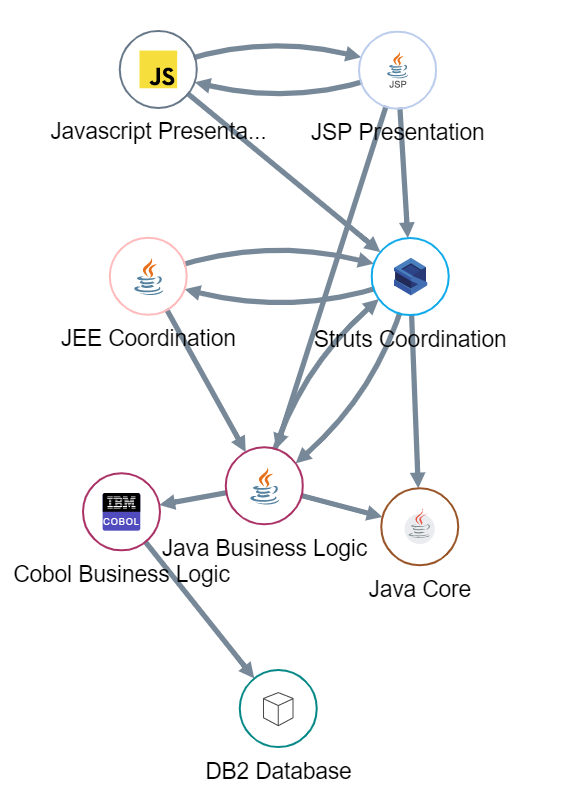 JS
JSP
Javascript Presenta...
JSP Presentation
JEE Coordination
Struts Coordination
IBM
COBOL
Java Business Logic
Cobol Business Logic
Java Core
DB2 Database